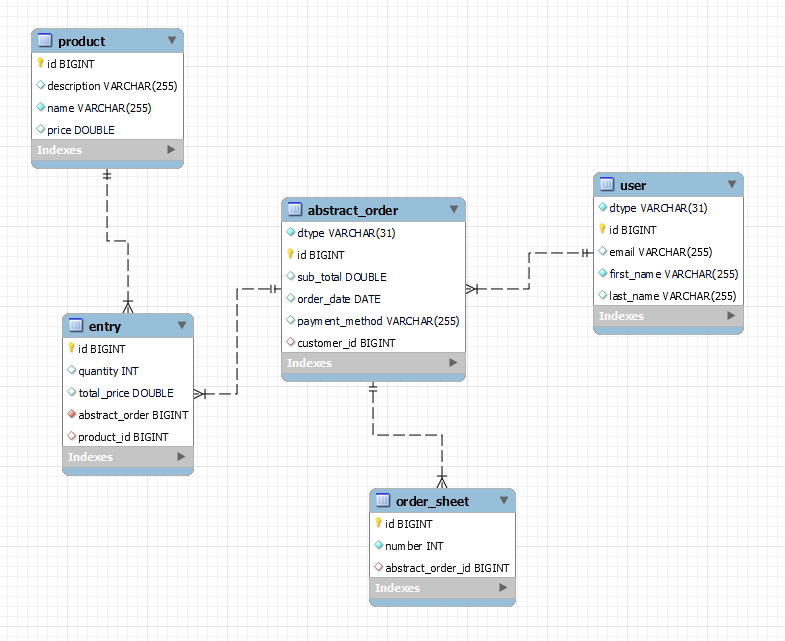 product
id BIGINT
description VARCHAR(255)
name VARCHAR(255)
price DOUBLE
Indexes
abstract_order
dtype VARCHAR(31)
id BIGINT
sub_total DOUBLE
order_date DATE
payment_method VARCHAR(255)
customer_id BIGINT
Indexes
user
dtype VARCHAR(31)
id BIGINT
email VARCHAR(255)
first_name VARCHAR(255)
last_name VARCHAR(255)
Indexes
entry
id BIGINT
quantity INT
total_price DOUBLE
abstract_order BIGINT
product_id BIGINT
Indexes
order_sheet
id BIGINT
number INT
abstract_order_id BIGINT
Indexes